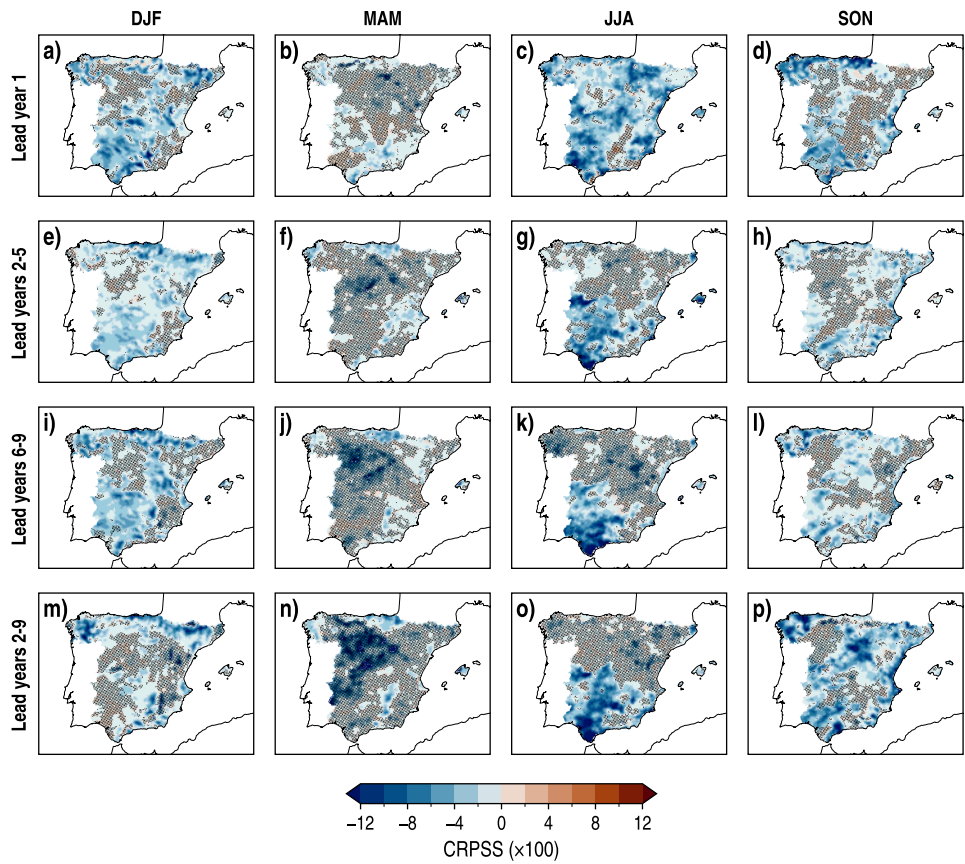 DJF MAM JJA SON
Lead year 1
a) b) c) d)
Lead years 2-5
e) f) g) h)
Lead years 6-9
i) j) k) l)
Lead years 2-9
m) n) o) p)
−12 −8 −4 0 4 8 12
CRPSS (×100)